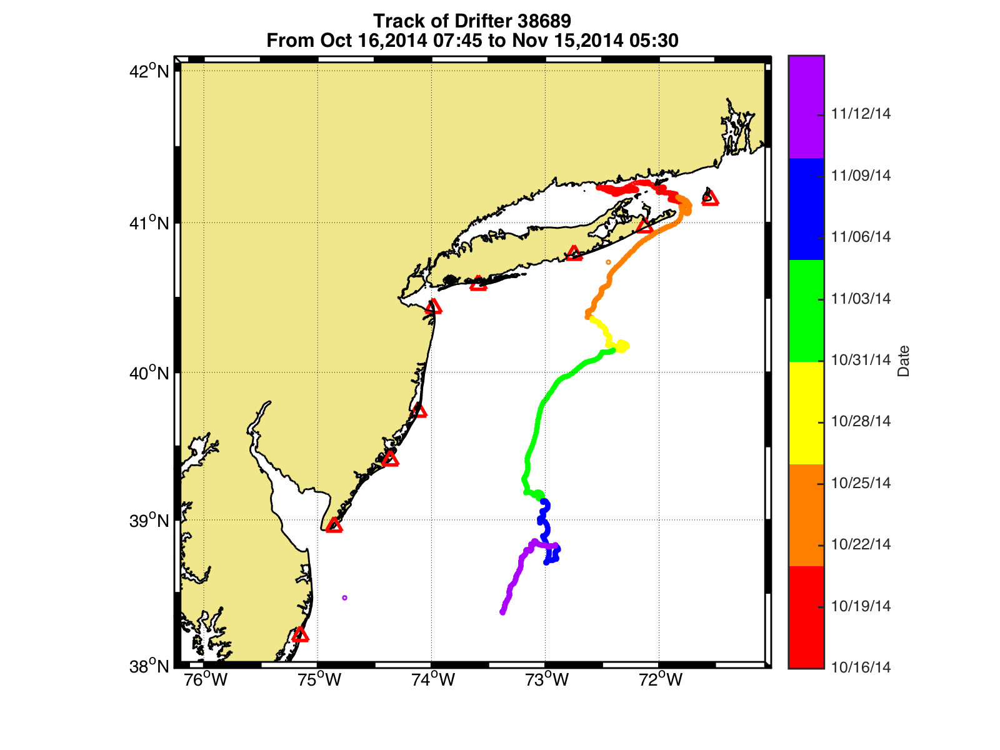 Track of Drifter 38689
From Oct 16,2014 07:45 to Nov 15,2014 05:30
42°N
41°N
40°N
39°N
38°N
76°W
75°W
74°W
73°W
72°W
11/12/14
11/09/14
11/06/14
11/03/14
10/31/14
10/28/14
10/25/14
10/22/14
10/19/14
10/16/14
Date